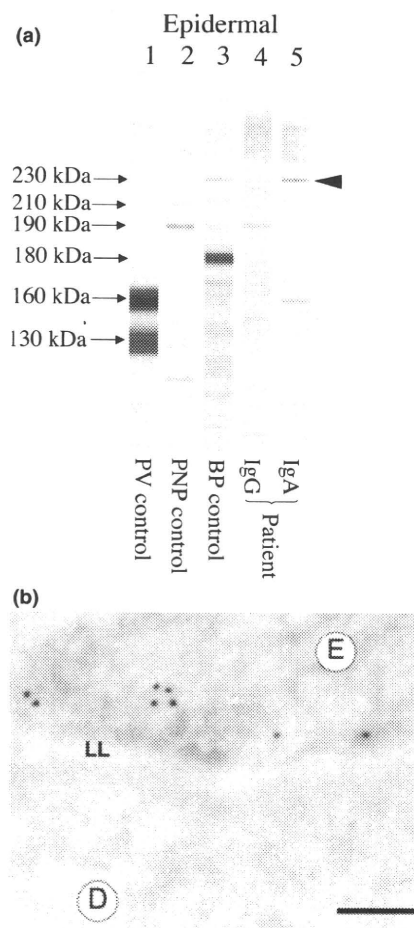 (a)
Epidermal
1 2 3 4 5
230 kDa
210 kDa
190 kDa
180 kDa
160 kDa
130 kDa
PV control
PNP control
BP control
IgG
IgA
Patient
(b)
E
LL
D